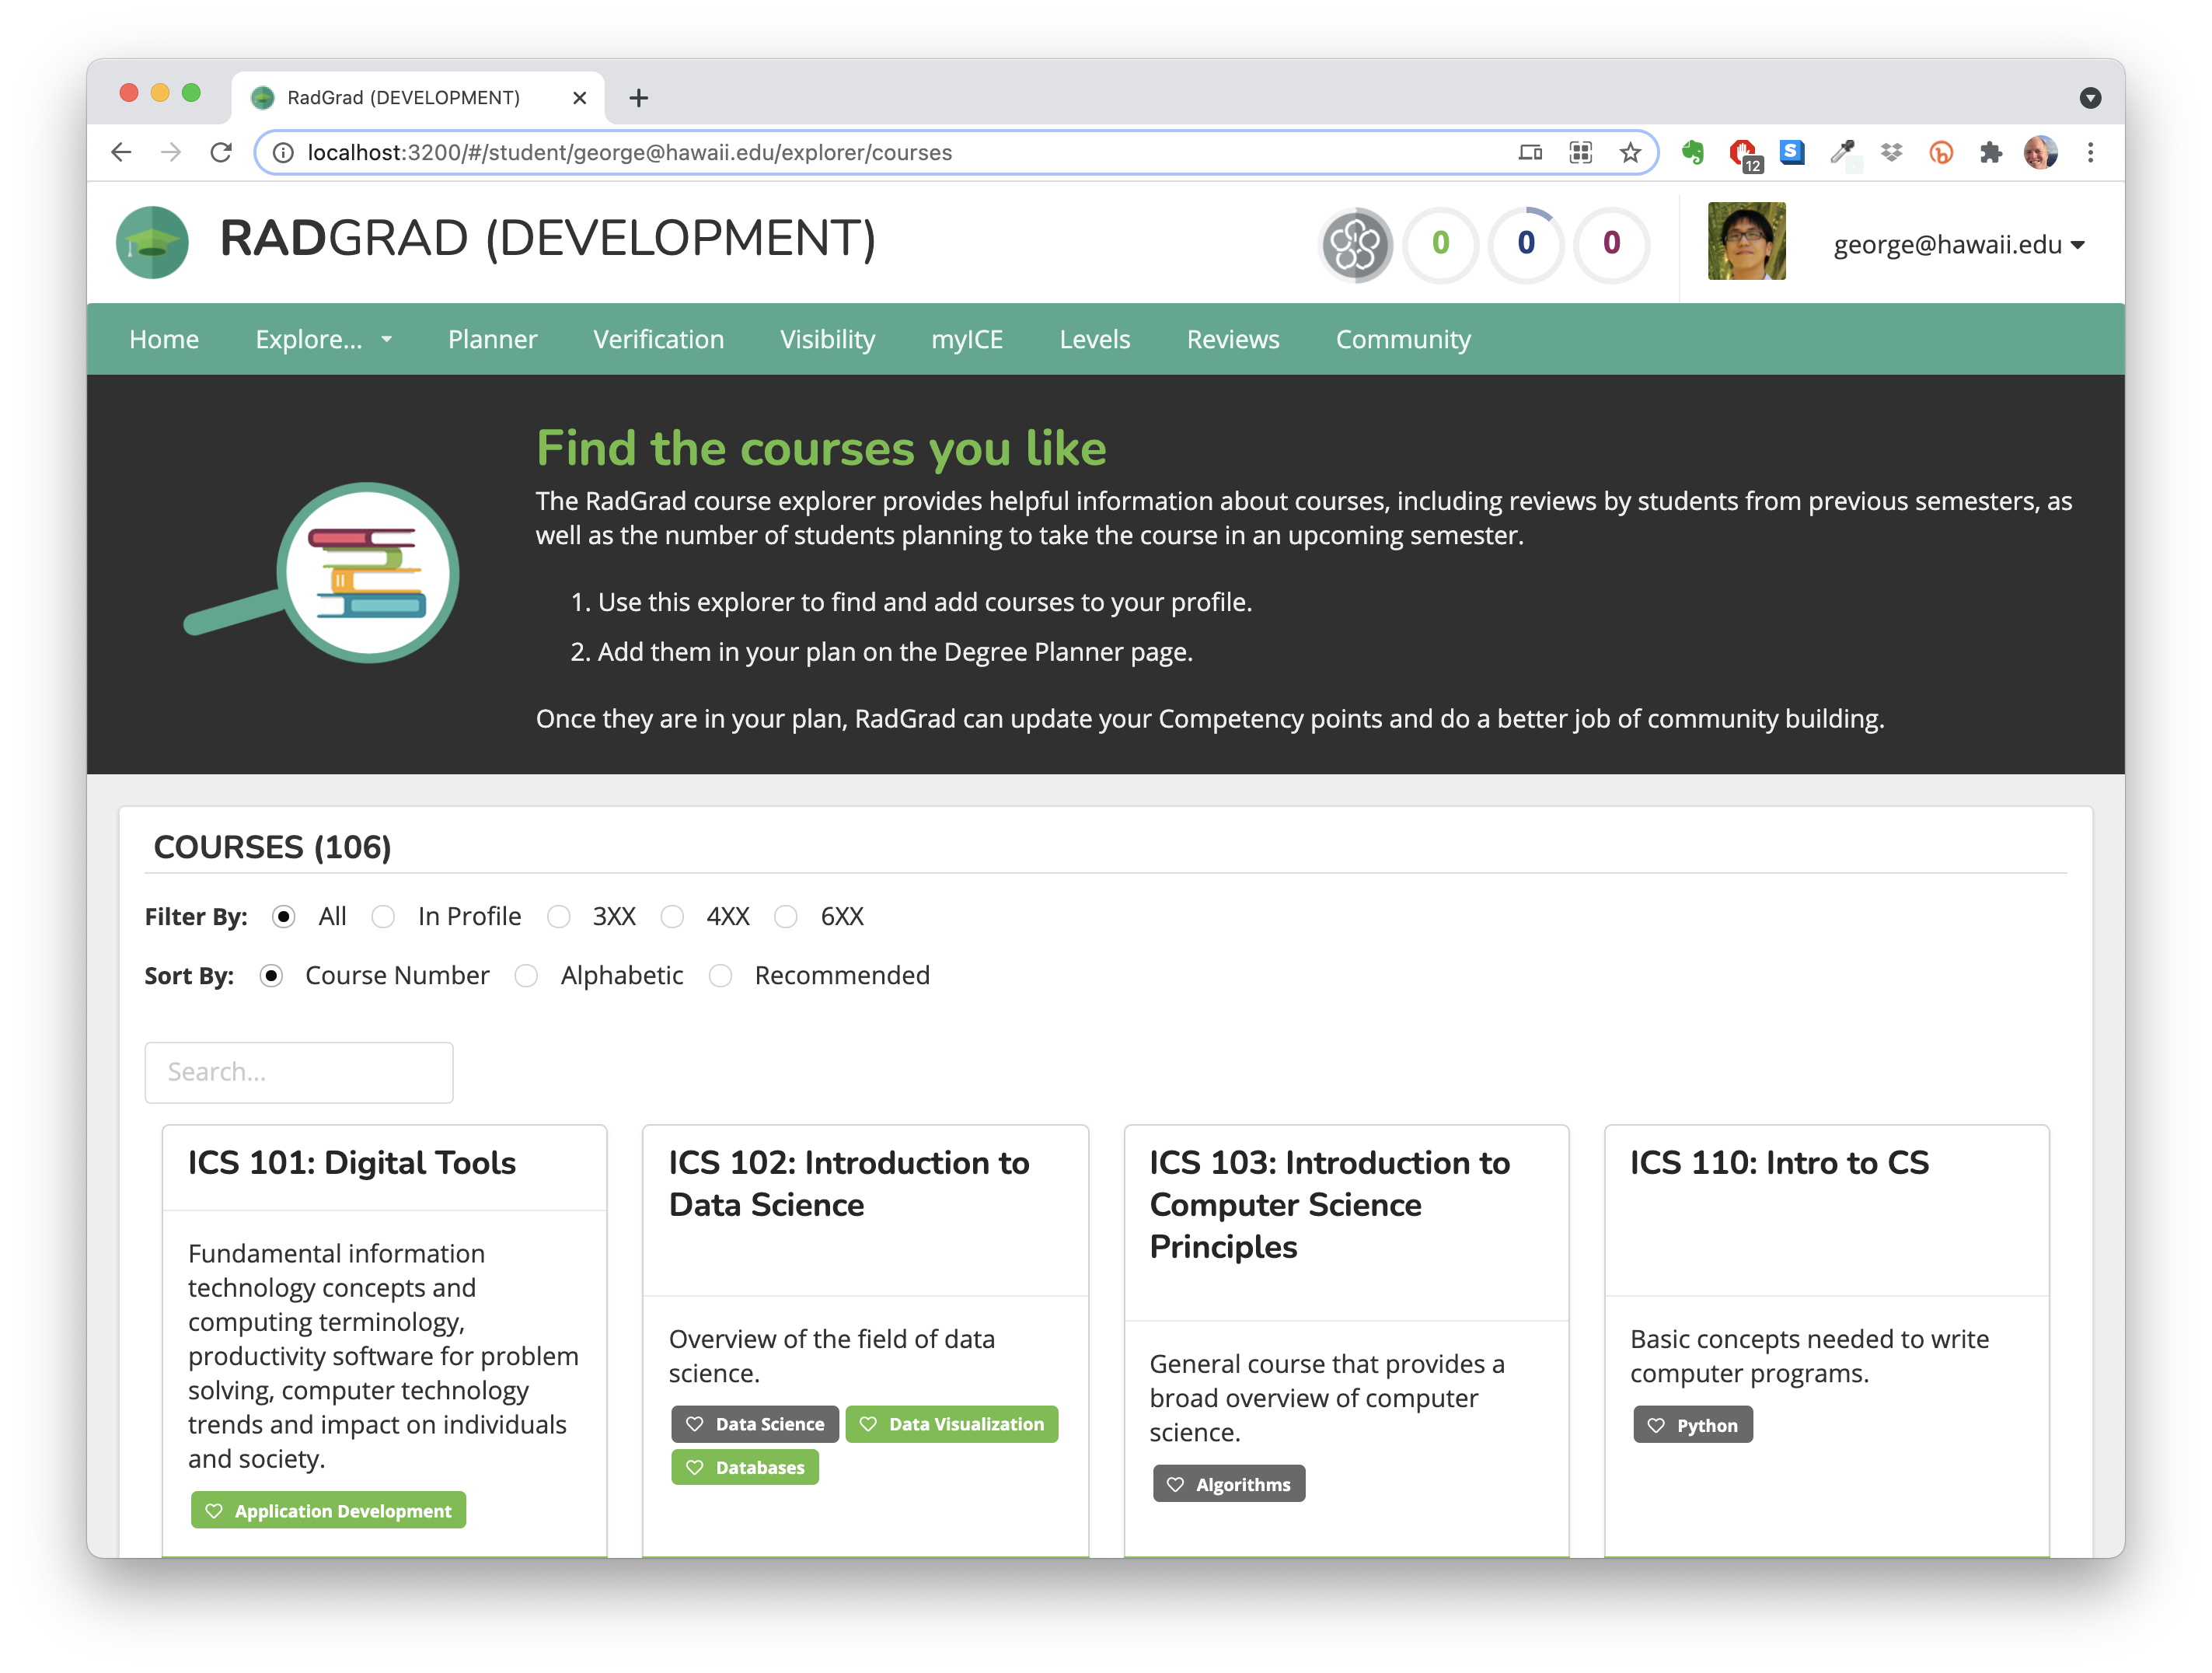 RadGrad (DEVELOPMENT)
localhost:3200/#/student/george@hawaii.edu/explorer/courses
12
RADGRAD (DEVELOPMENT)
0
0
0
george@hawaii.edu
Home
Explore...
Planner
Verification
Visibility
myICE
Levels
Reviews
Community
Find the courses you like
The RadGrad course explorer provides helpful information about courses, including reviews by students from previous semesters, as
well as the number of students planning to take the course in an upcoming semester.
1. Use this explorer to find and add courses to your profile.
2. Add them in your plan on the Degree Planner page.
Once they are in your plan, RadGrad can update your Competency points and do a better job of community building.
COURSES (106)
Filter By: All In Profile 3XX 4XX 6XX
Sort By: Course Number Alphabetic Recommended
Search...
ICS 101: Digital Tools
Fundamental information
technology concepts and
computing terminology,
productivity software for problem
solving, computer technology
trends and impact on individuals
and society.
Application Development
ICS 102: Introduction to
Data Science
Overview of the field of data
science.
Data Science
Data Visualization
Databases
ICS 103: Introduction to
Computer Science
Principles
General course that provides a
broad overview of computer
science.
Algorithms
ICS 110: Intro to CS
Basic concepts needed to write
computer programs.
Python